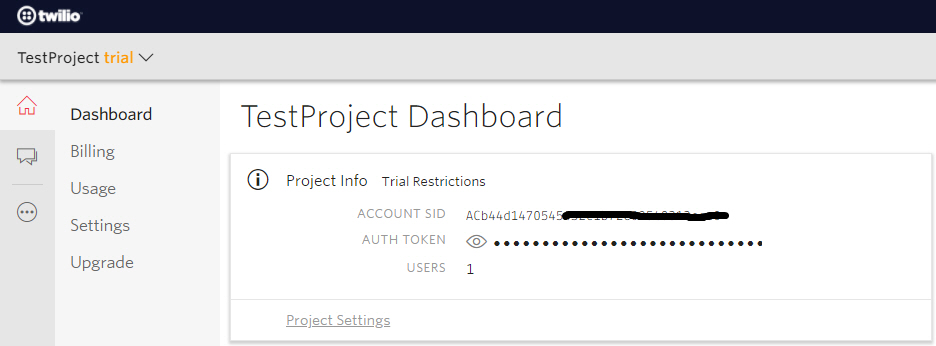 twilio
TestProject trial
Dashboard
Billing
Usage
Settings
Upgrade
TestProject Dashboard
Project Info Trial Restrictions
ACCOUNT SID ACb44d1470545
AUTH TOKEN ••••••••••••••••••••••••••••
USERS 1
Project Settings